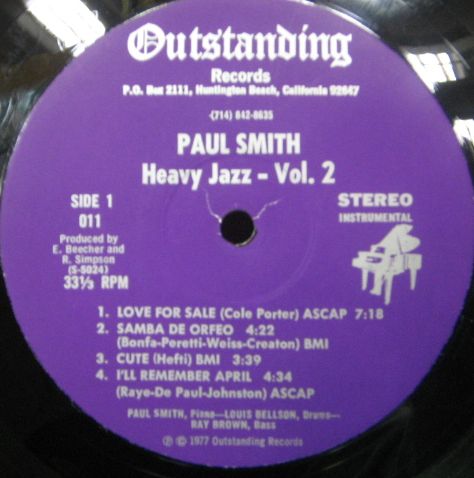 Outstanding
Records
P.O. Box 2111, Huntington Beach, California 92647
(714) 842-8635
PAUL SMITH
Heavy Jazz - Vol. 2
SIDE 1
011
STEREO
INSTRUMENTAL
Produced by
E. Beecher and
R. Simpson
(S-5024)
33⅓ RPM
1. LOVE FOR SALE (Cole Porter) ASCAP 7:18
2. SAMBA DE ORFEO 4:22
(Bonfa-Peretti-Weiss-Creaton) BMI
3. CUTE (Hefti) BMI 3:39
4. I'LL REMEMBER APRIL 4:34
(Raye-De Paul-Johnston) ASCAP
PAUL SMITH, Piano—LOUIS BELLSON, Drums—
RAY BROWN, Bass
Ⓟ © 1977 Outstanding Records